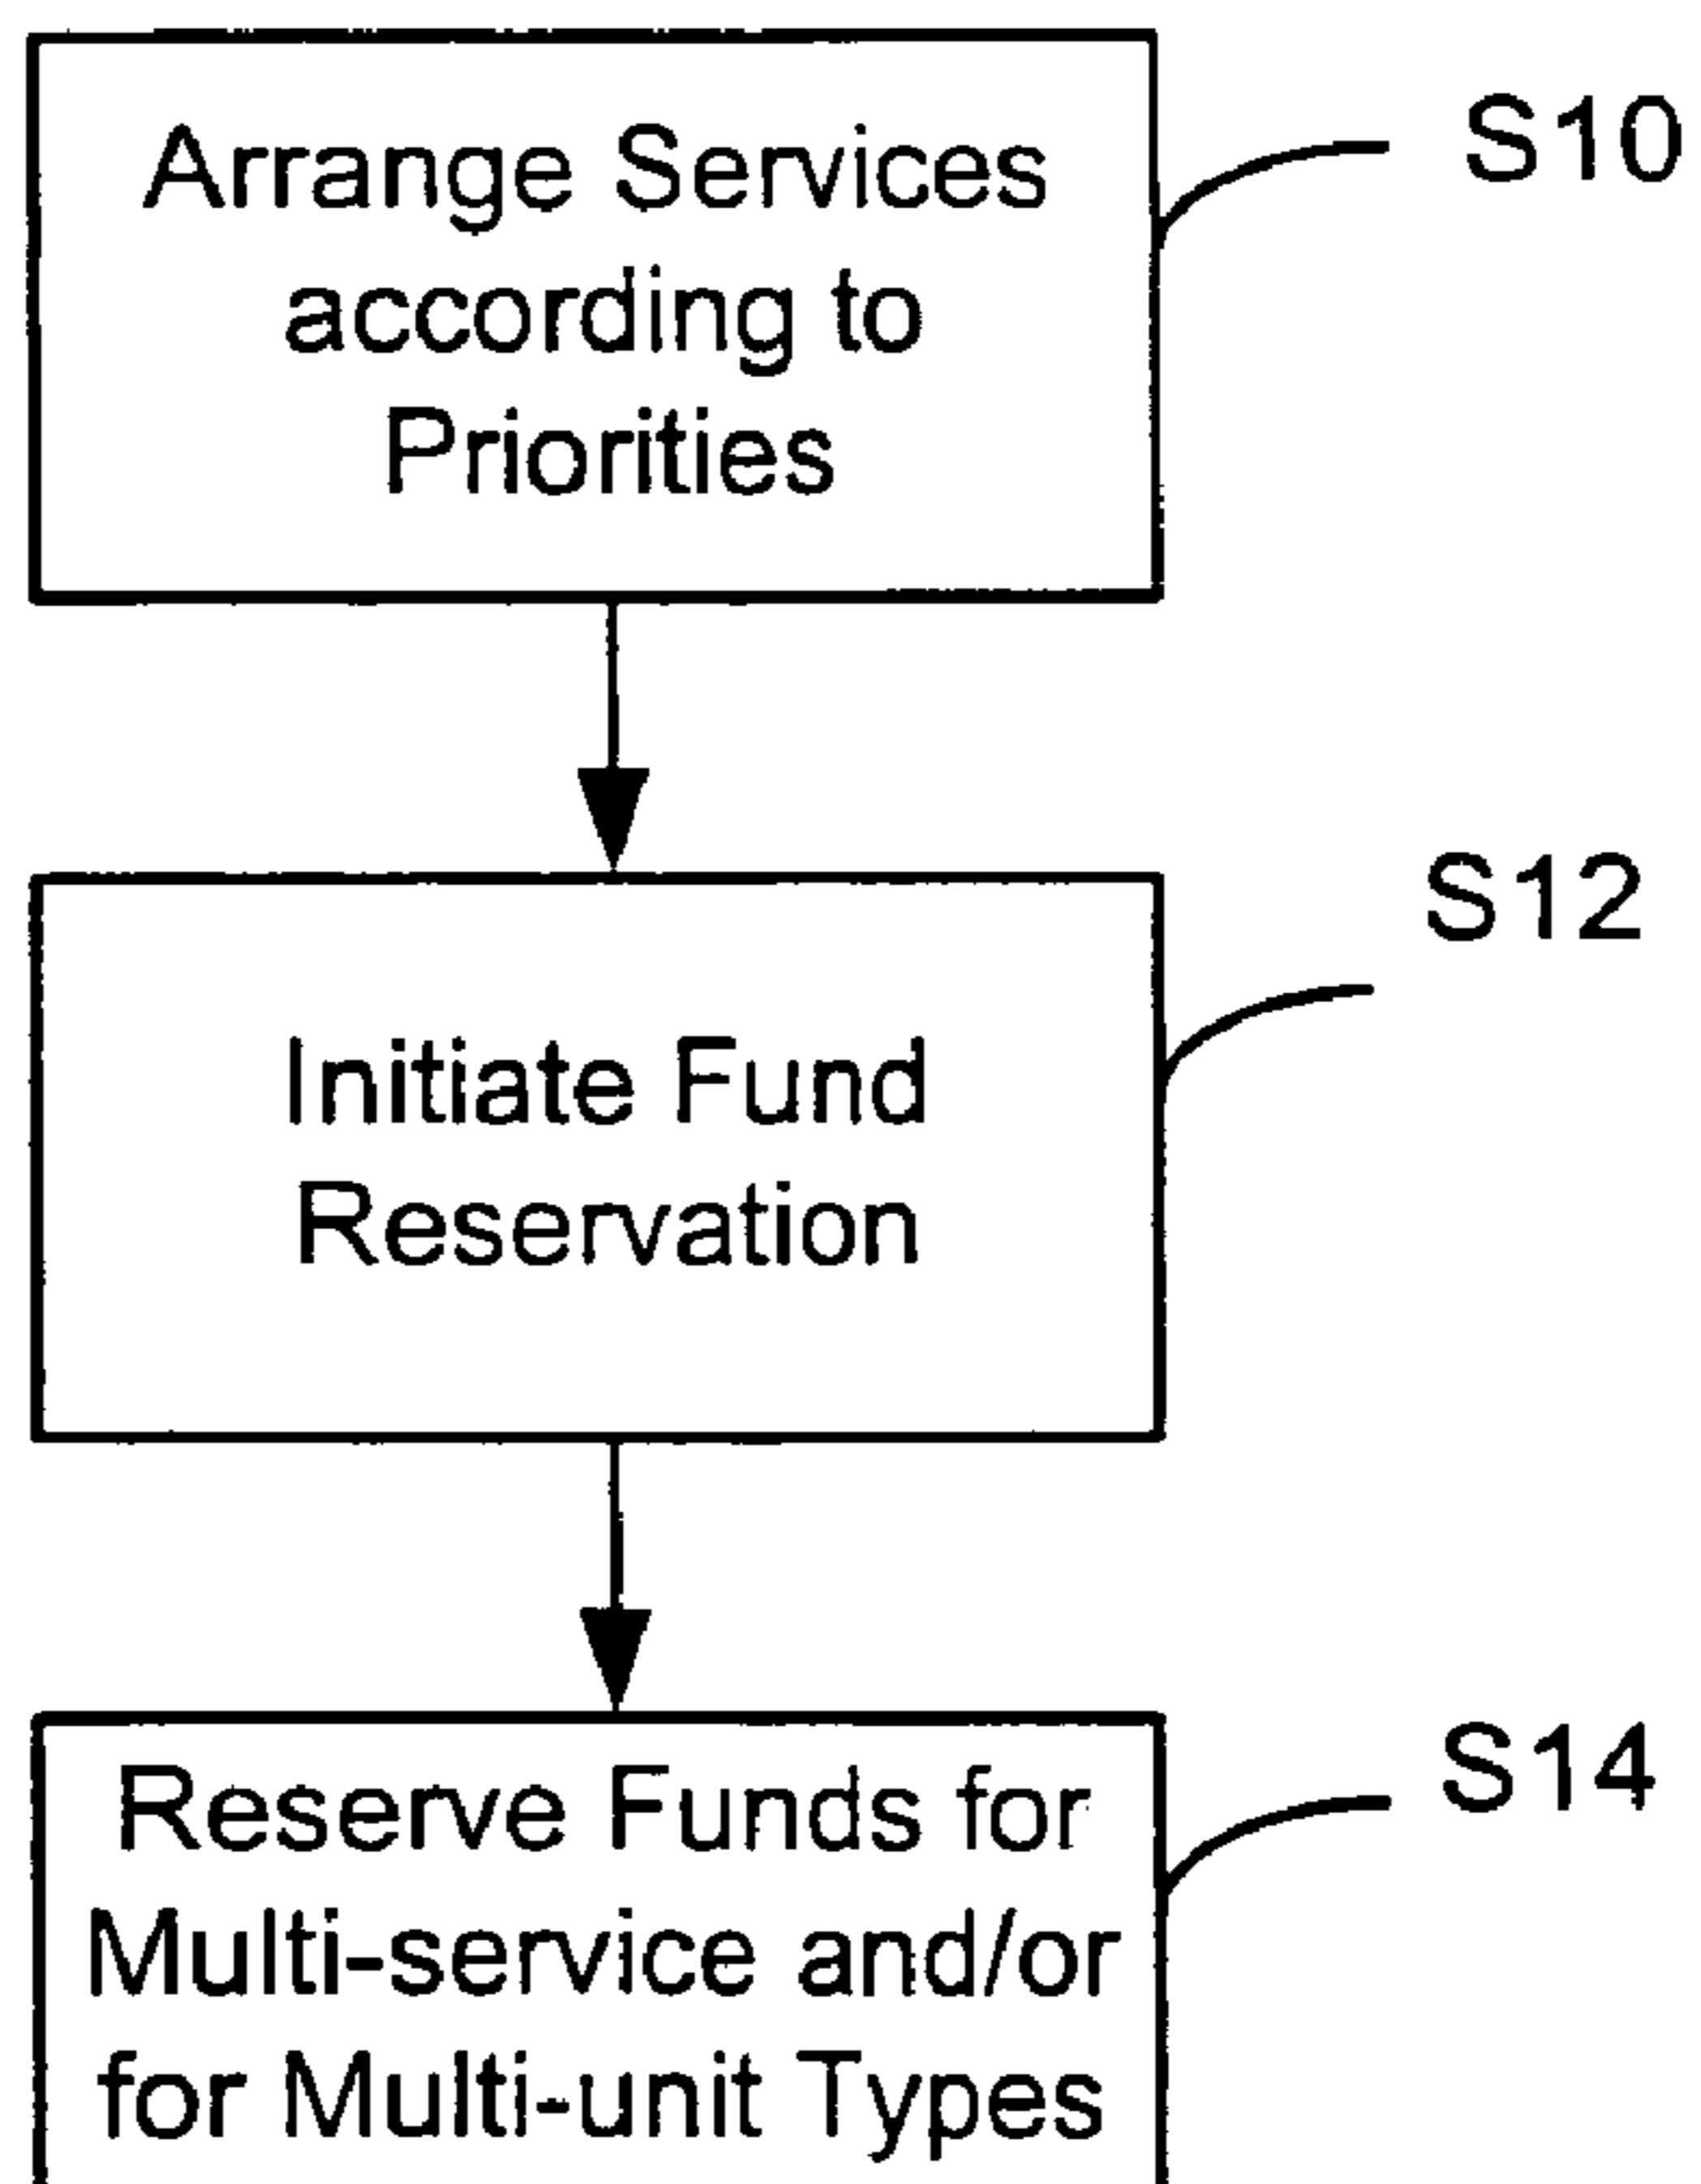 Arrange Services
according to
Priorities
S10
Initiate Fund
Reservation
S12
Reserve Funds for
Multi-service and/or
for Multi-unit Types
S14